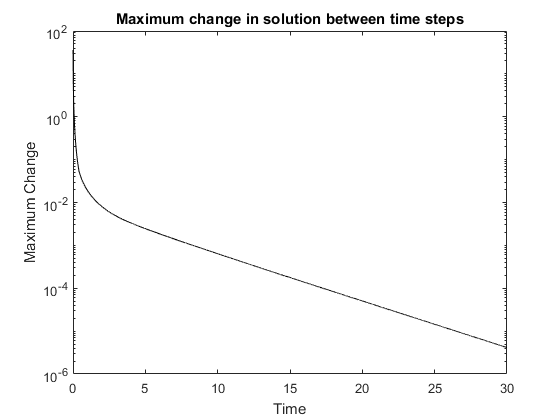 Maximum change in solution between time steps
10^2
10^0
10^-2
10^-4
10^-6
Maximum Change
0 5 10 15 20 25 30
Time